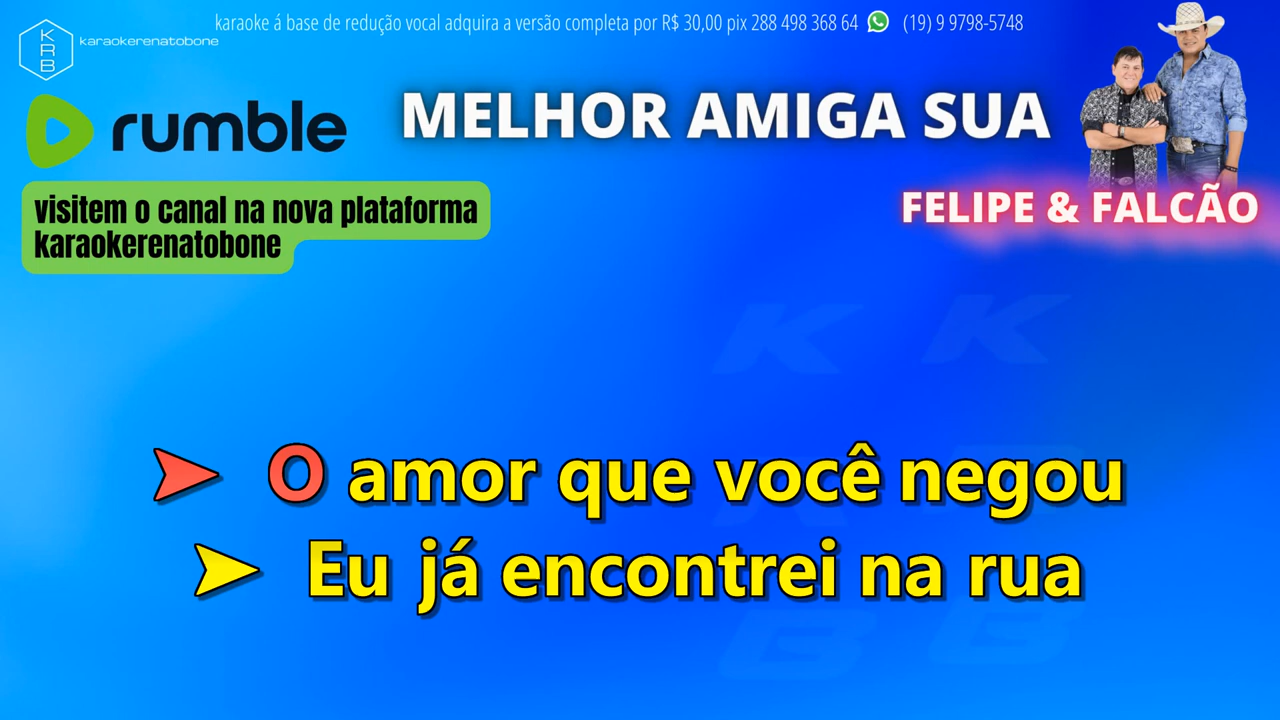 karaoke á base de redução vocal adquira a versão completa por R$ 30,00 pix 288 498 368 64 (19) 9 9798-5748
K
R
B
karaokerenatobone
rumble
MELHOR AMIGA SUA
visitem o canal na nova plataforma
karaokerenatobone
FELIPE & FALCÃO
K K
R R
B B
➤ O amor que você negou
➤ Eu já encontrei na rua